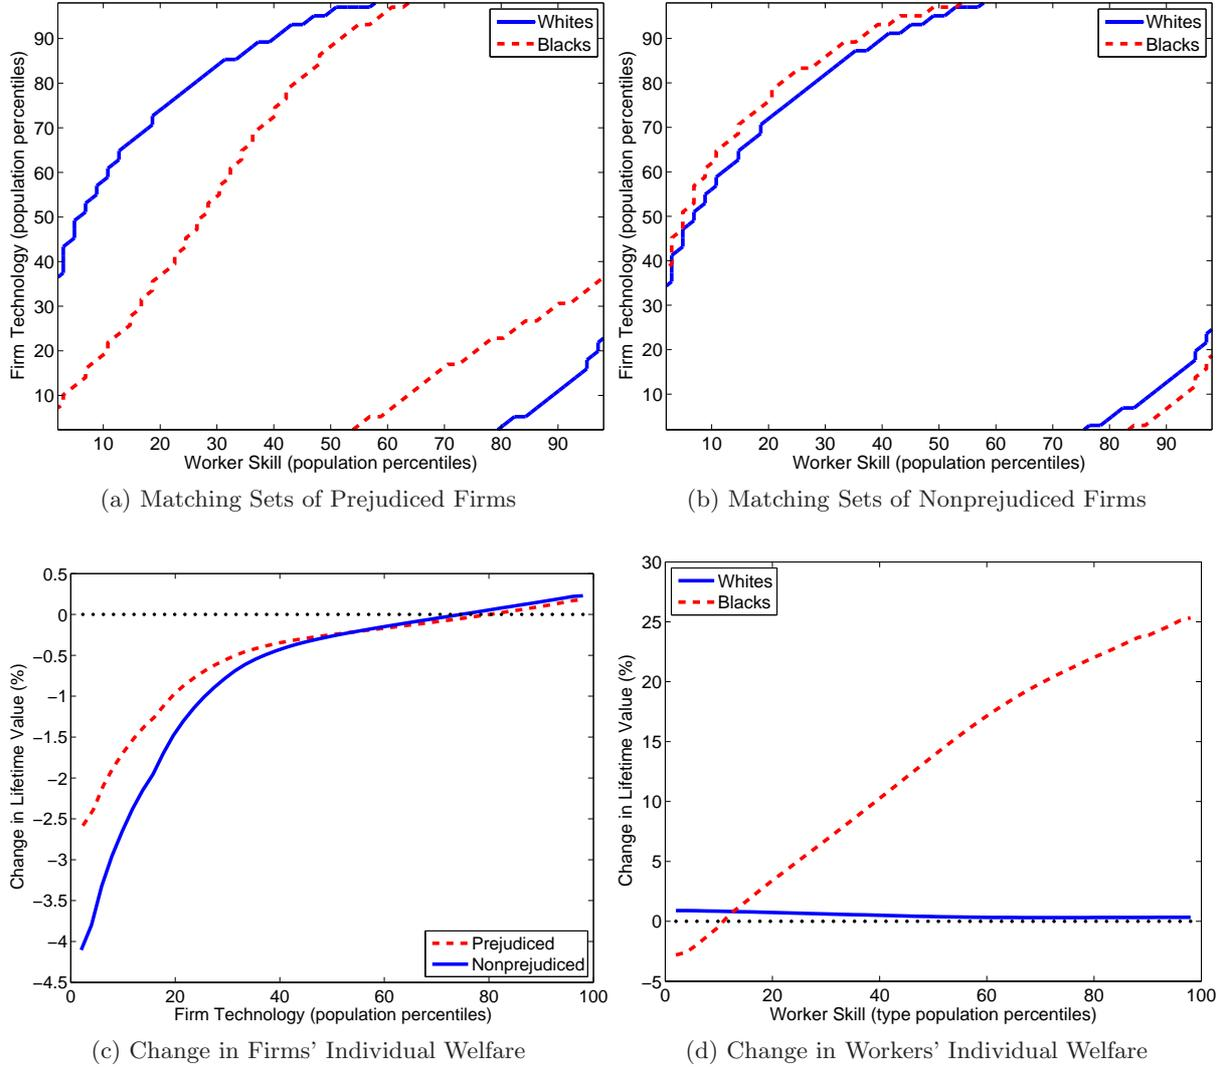 Whites
Blacks
90
80
70
60
50
40
30
20
10
Firm Technology (population percentiles)
10 20 30 40 50 60 70 80 90
Worker Skill (population percentiles)
(a) Matching Sets of Prejudiced Firms
Whites
Blacks
90
80
70
60
50
40
30
20
10
Firm Technology (population percentiles)
10 20 30 40 50 60 70 80 90
Worker Skill (population percentiles)
(b) Matching Sets of Nonprejudiced Firms
0.5
0
−0.5
−1
−1.5
−2
−2.5
−3
−3.5
−4
−4.5
Change in Lifetime Value (%)
Prejudiced
Nonprejudiced
0 20 40 60 80 100
Firm Technology (population percentiles)
(c) Change in Firms' Individual Welfare
30
25
20
15
10
5
0
−5
Change in Lifetime Value (%)
Whites
Blacks
0 20 40 60 80 100
Worker Skill (type population percentiles)
(d) Change in Workers' Individual Welfare